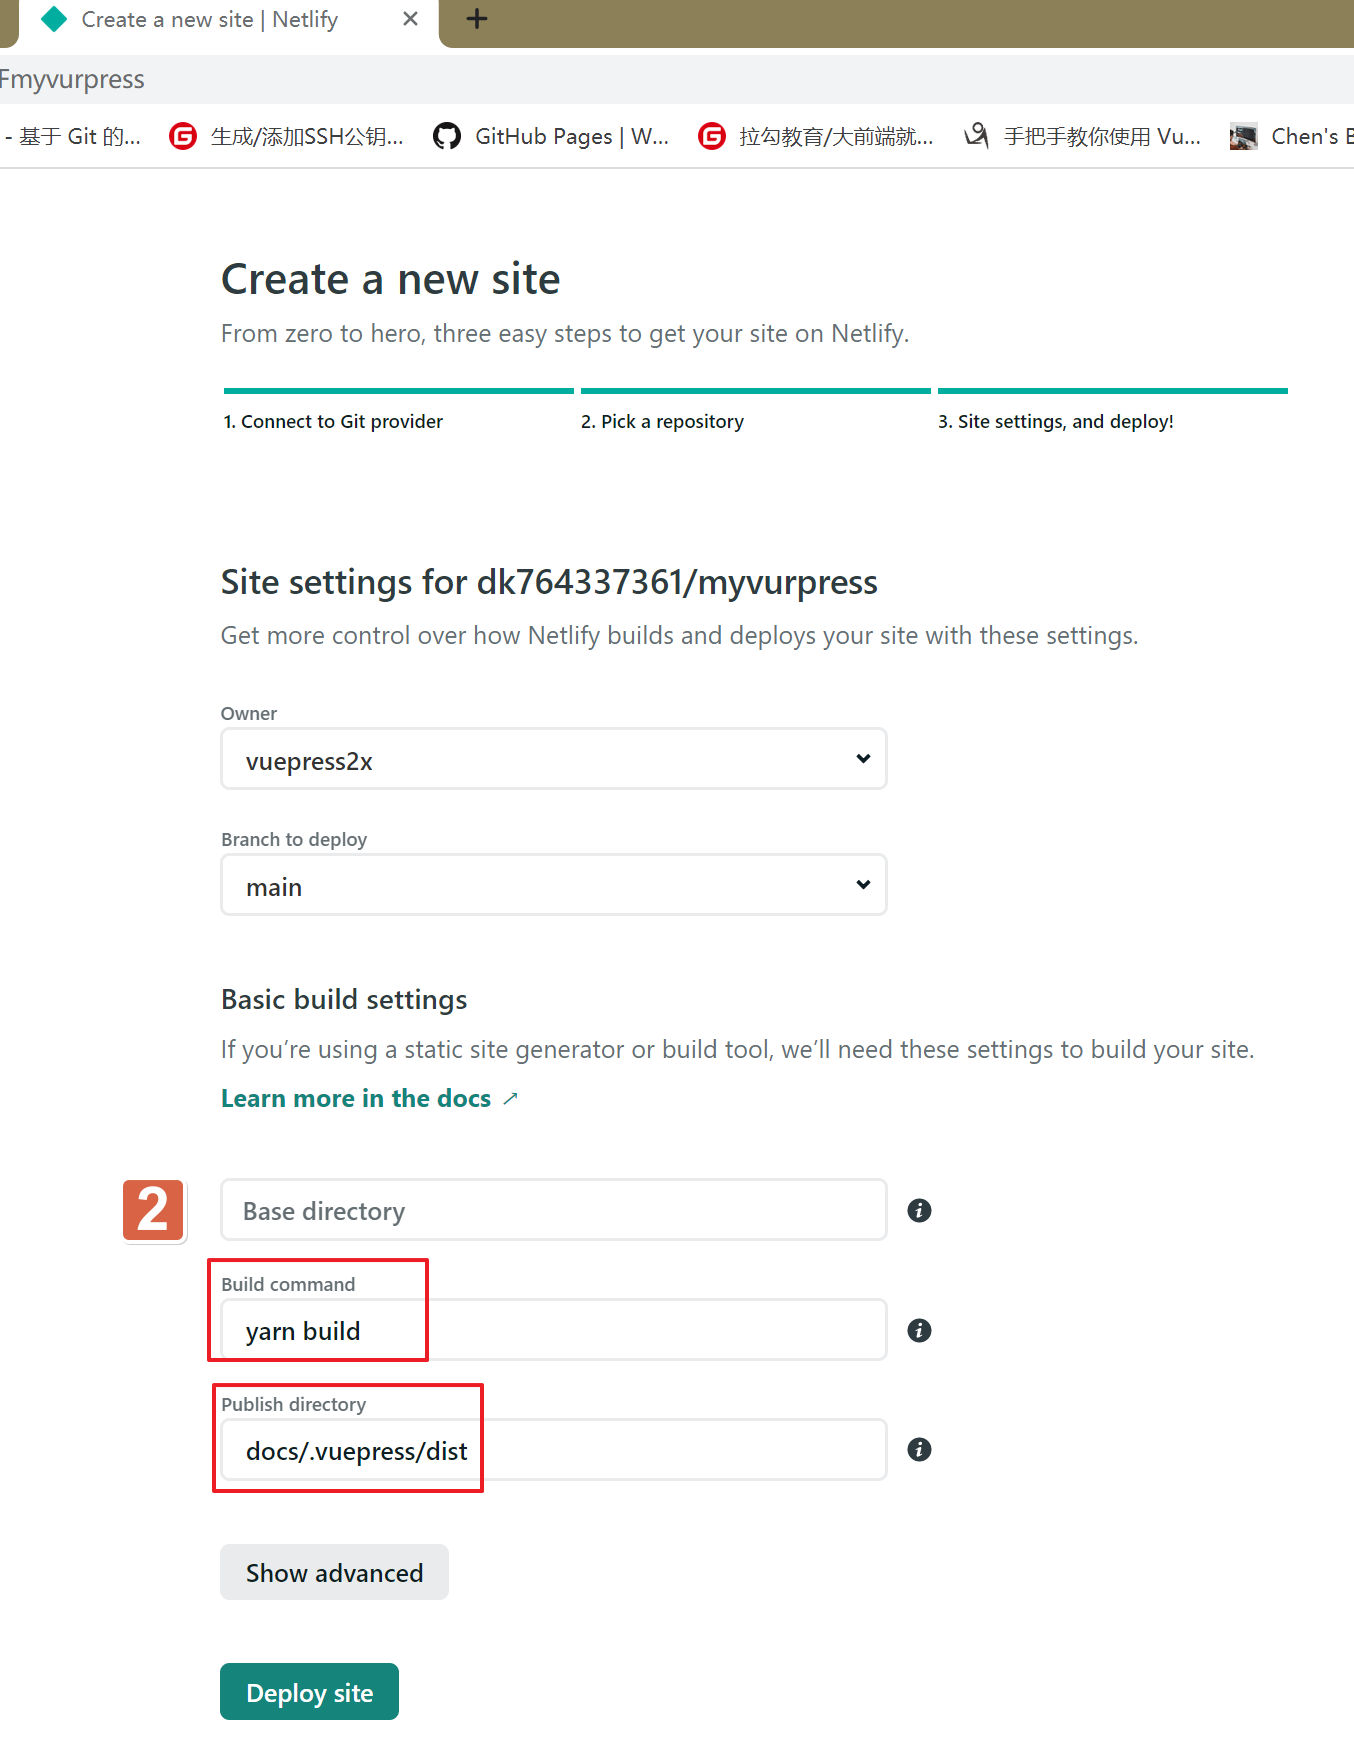 Create a new site | Netlify
Fmyvurpress
- 基于 Git 的... 生成/添加SSH公钥... GitHub Pages | W... 拉勾教育/大前端就... 手把手教你使用 Vu... Chen's B
Create a new site
From zero to hero, three easy steps to get your site on Netlify.
1. Connect to Git provider 2. Pick a repository 3. Site settings, and deploy!
Site settings for dk764337361/myvurpress
Get more control over how Netlify builds and deploys your site with these settings.
Owner
vuepress2x
Branch to deploy
main
Basic build settings
If you’re using a static site generator or build tool, we’ll need these settings to build your site.
Learn more in the docs ↗
2 Base directory
Build command
yarn build
Publish directory
docs/.vuepress/dist
Show advanced
Deploy site